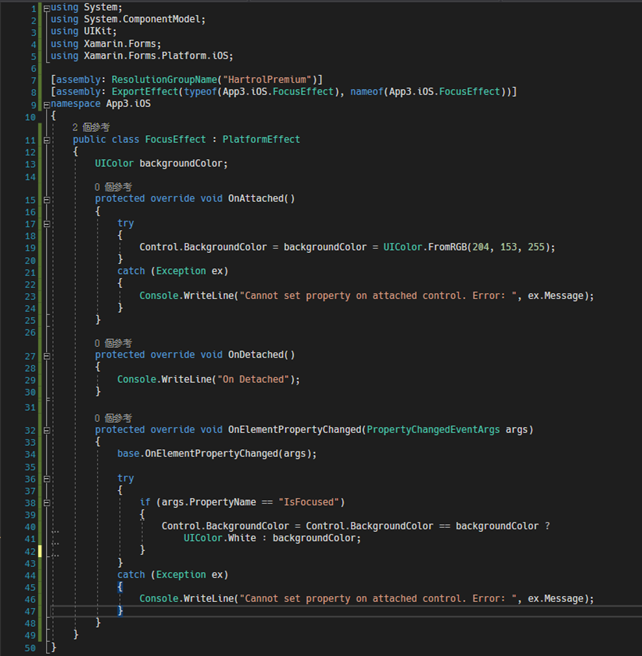 1 using System;
2 using System.ComponentModel;
3 using UIKit;
4 using Xamarin.Forms;
5 using Xamarin.Forms.Platform.iOS;
6
7 [assembly: ResolutionGroupName("HartrolPremium")]
8 [assembly: ExportEffect(typeof(App3.iOS.FocusEffect), nameof(App3.iOS.FocusEffect))]
9 namespace App3.iOS
10 {
2 個參考
11 public class FocusEffect : PlatformEffect
12 {
13 UIColor backgroundColor;
14
0 個參考
15 protected override void OnAttached()
16 {
17 try
18 {
19 Control.BackgroundColor = backgroundColor = UIColor.FromRGB(204, 153, 255);
20 }
21 catch (Exception ex)
22 {
23 Console.WriteLine("Cannot set property on attached control. Error: ", ex.Message);
24 }
25 }
26
0 個參考
27 protected override void OnDetached()
28 {
29 Console.WriteLine("On Detached");
30 }
31
0 個參考
32 protected override void OnElementPropertyChanged(PropertyChangedEventArgs args)
33 {
34 base.OnElementPropertyChanged(args);
35
36 try
37 {
38 if (args.PropertyName == "IsFocused")
39 {
40 Control.BackgroundColor = Control.BackgroundColor == backgroundColor ?
41 UIColor.White : backgroundColor;
42 }
43 }
44 catch (Exception ex)
45 {
46 Console.WriteLine("Cannot set property on attached control. Error: ", ex.Message);
47 }
48 }
49 }
50 }